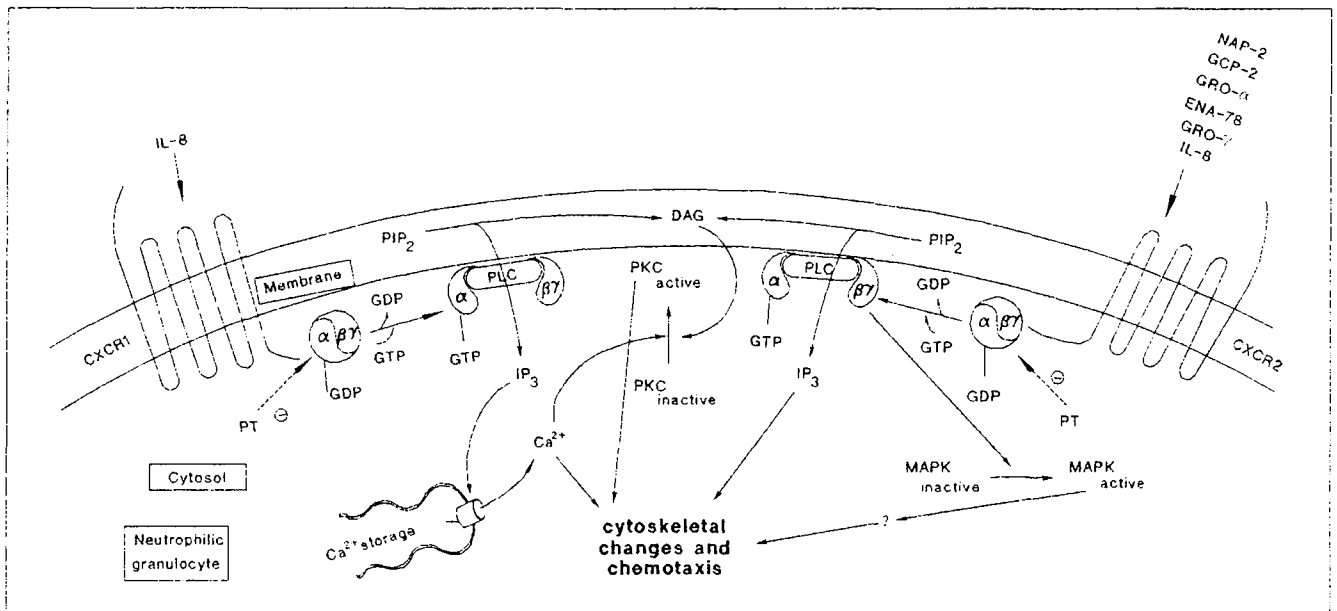 NAP-2
GCP-2
GRO-α
ENA-78
GRO-γ
IL-8
IL-8
PIP2
DAG
PIP2
Membrane
PLC
α
βγ
PKC
active
α
PLC
βγ
GDP
GDP
α βγ
GTP
GTP
GTP
GTP
α βγ
CXCR1
CXCR2
GDP
IP3
PKC
inactive
IP3
GDP
PT
⊖
⊖
PT
Ca2+
Cytosol
MAPK
inactive
MAPK
active
Ca2+ storage
cytoskeletal
changes and
chemotaxis
?
Neutrophilic
granulocyte